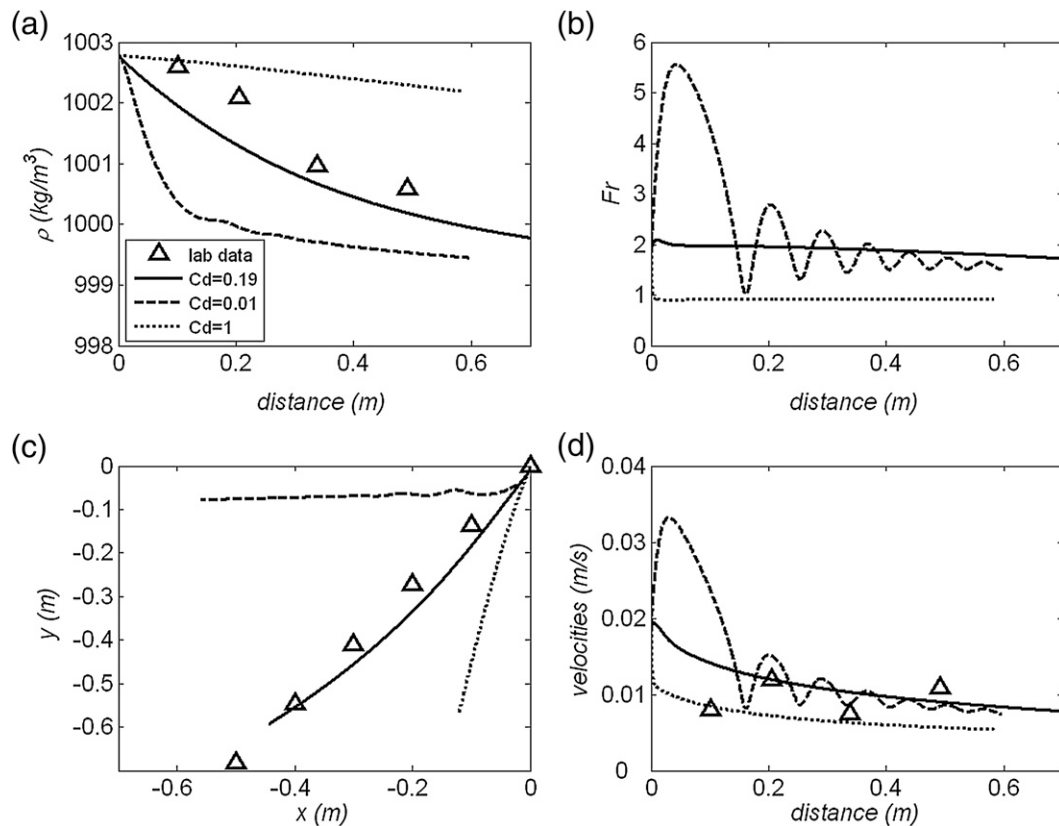 (a)
1003
1002
1001
1000
999
998
ρ (kg/m³)
lab data
Cd=0.19
Cd=0.01
Cd=1
0 0.2 0.4 0.6
distance (m)
(b)
6
5
4
3
2
1
0
Fr
0 0.2 0.4 0.6
distance (m)
(c)
0
-0.1
-0.2
-0.3
-0.4
-0.5
-0.6
y (m)
-0.6 -0.4 -0.2 0
x (m)
(d)
0.04
0.03
0.02
0.01
0
velocities (m/s)
0 0.2 0.4 0.6
distance (m)